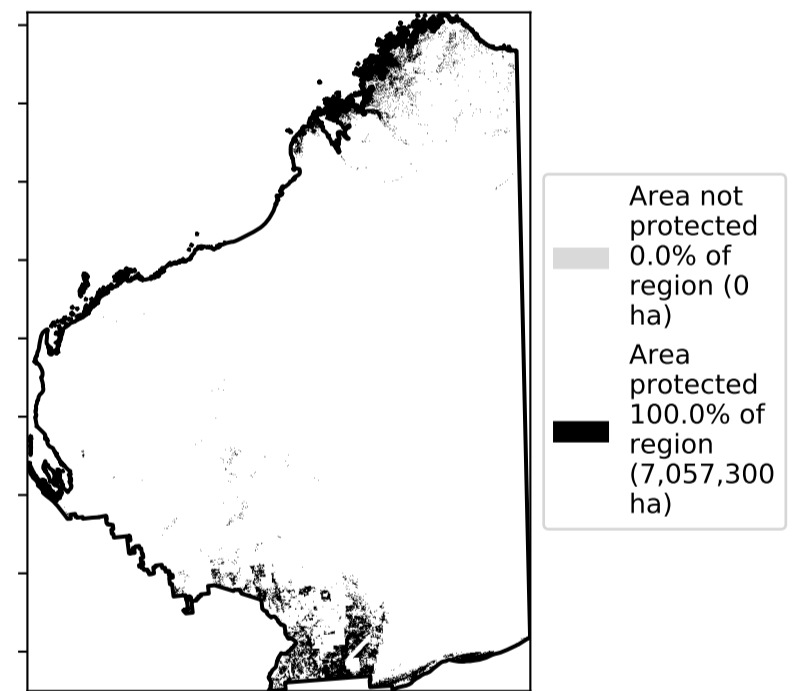 Area not
protected
0.0% of
region (0
ha)
Area
protected
100.0% of
region
(7,057,300
ha)